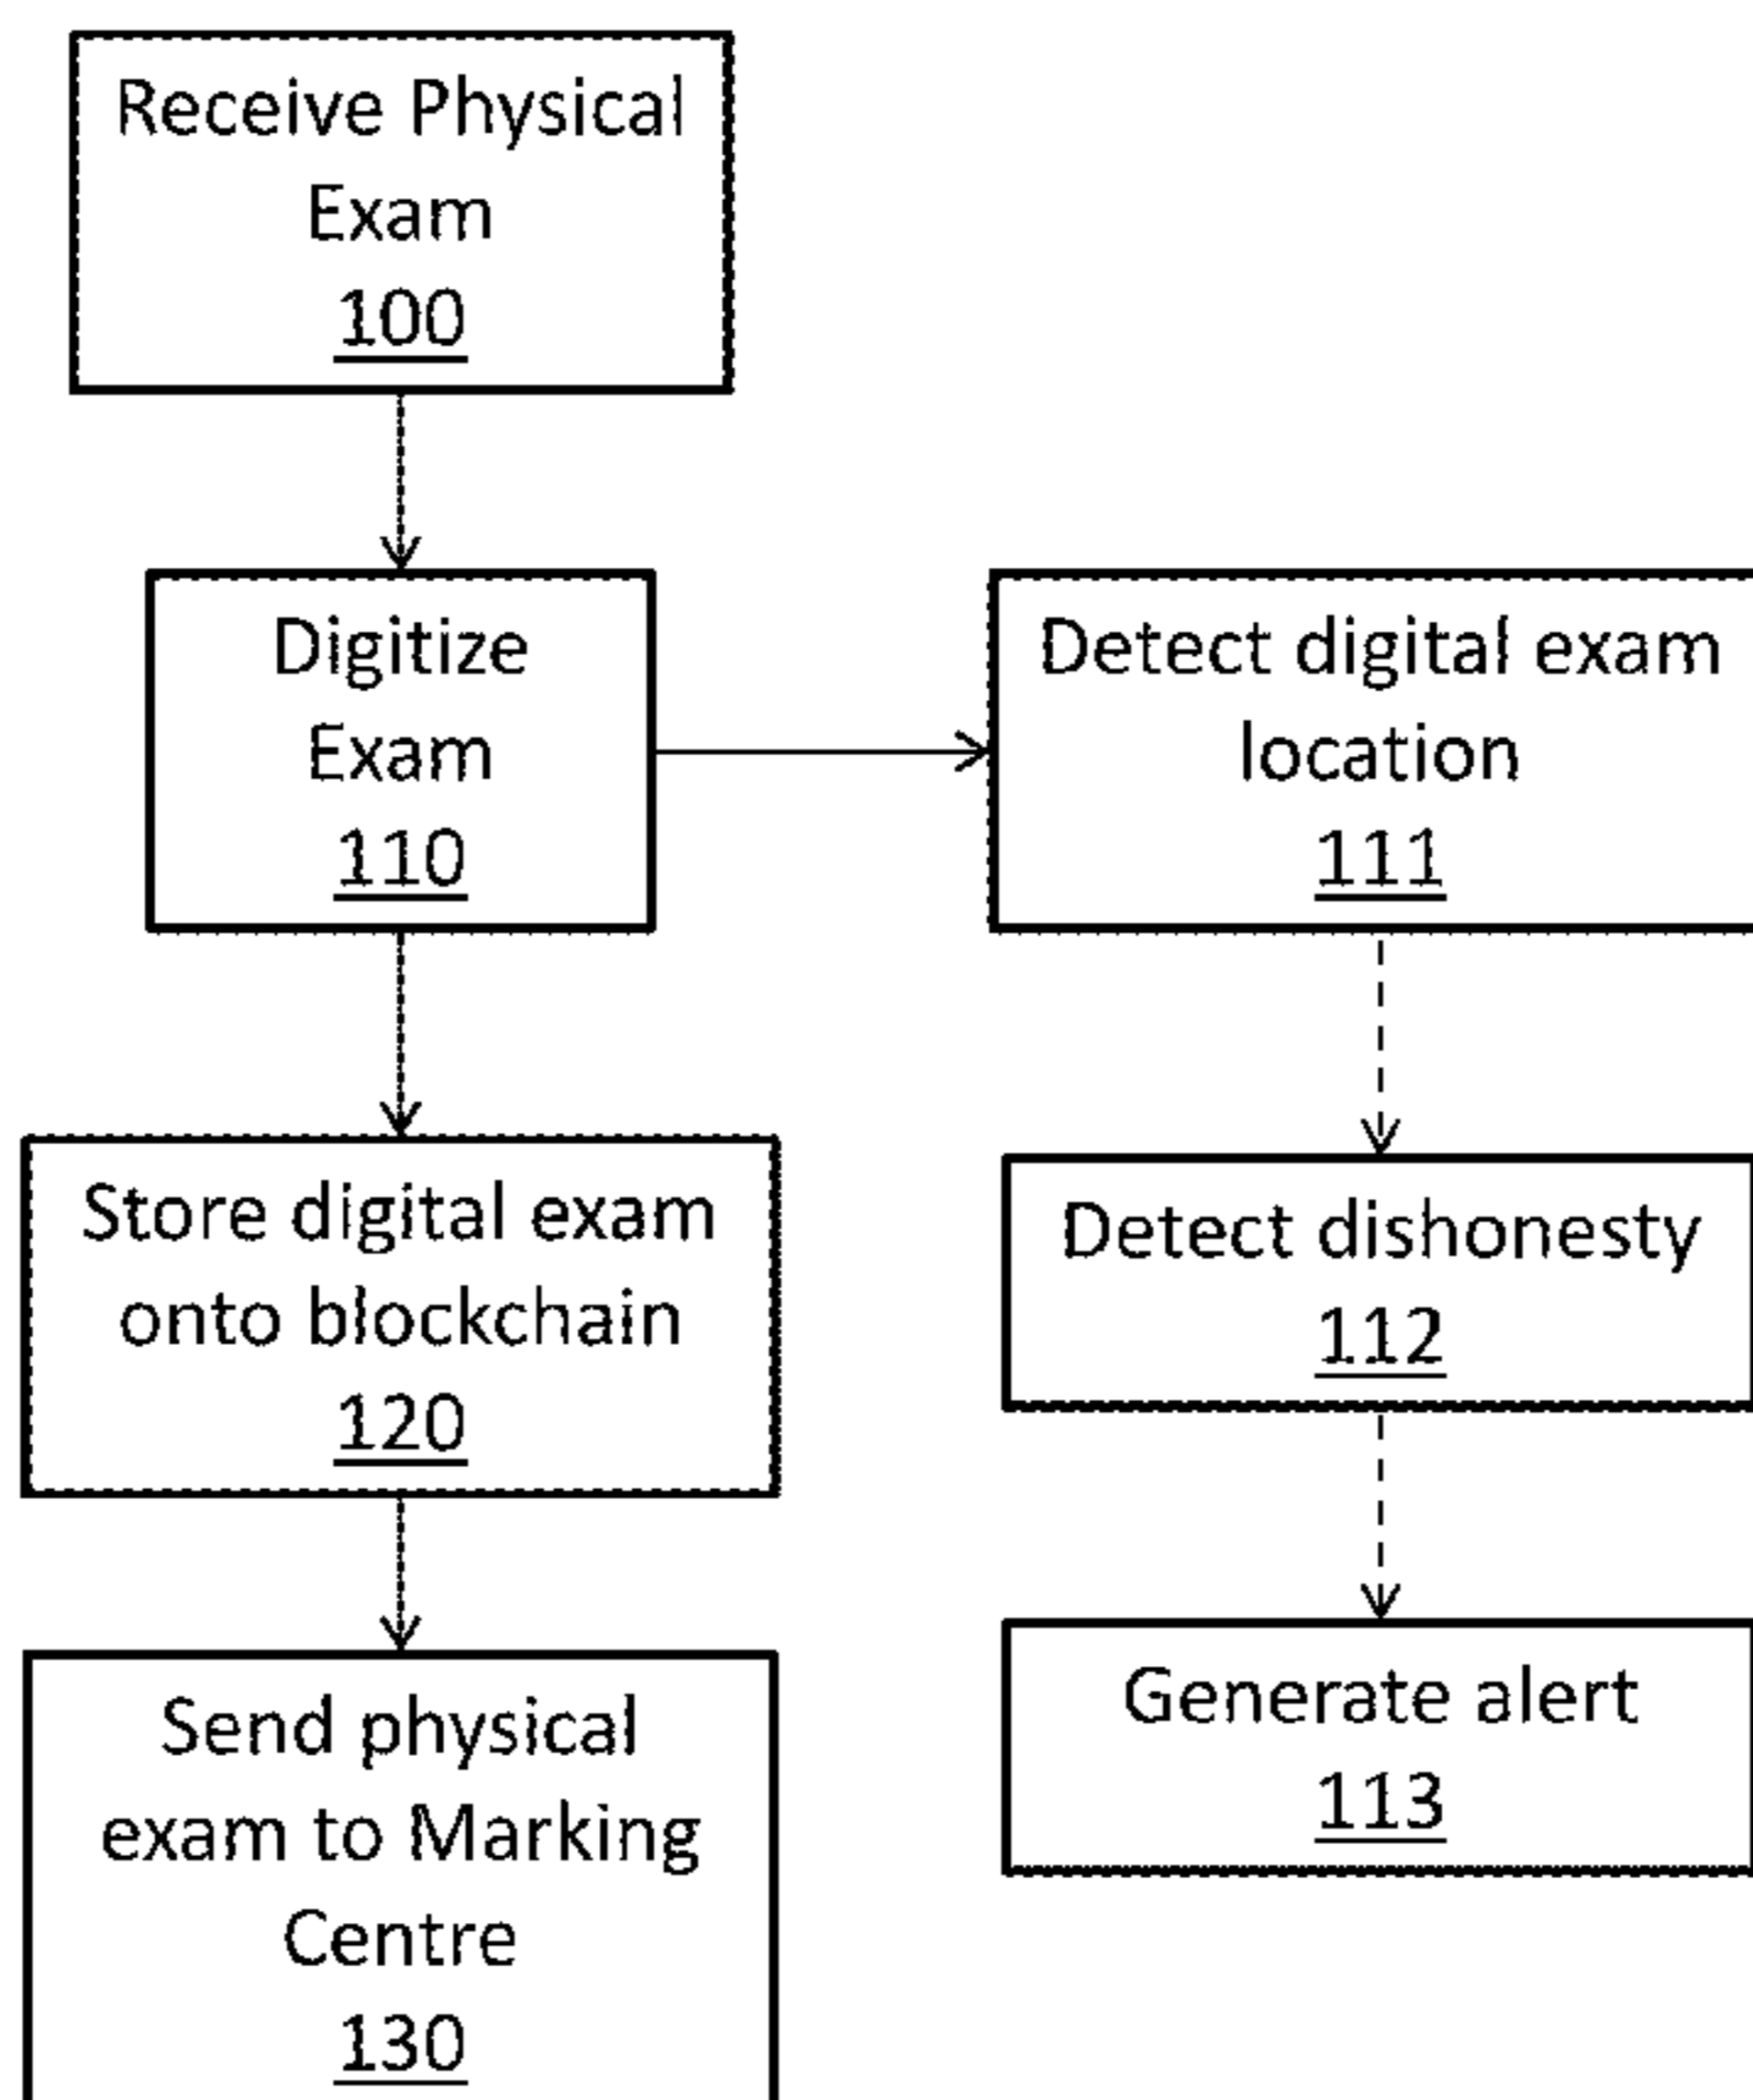 Receive Physical
Exam
100
Digitize
Exam
110
Detect digital exam
location
111
Store digital exam
onto blockchain
120
Detect dishonesty
112
Send physical
exam to Marking
Centre
130
Generate alert
113